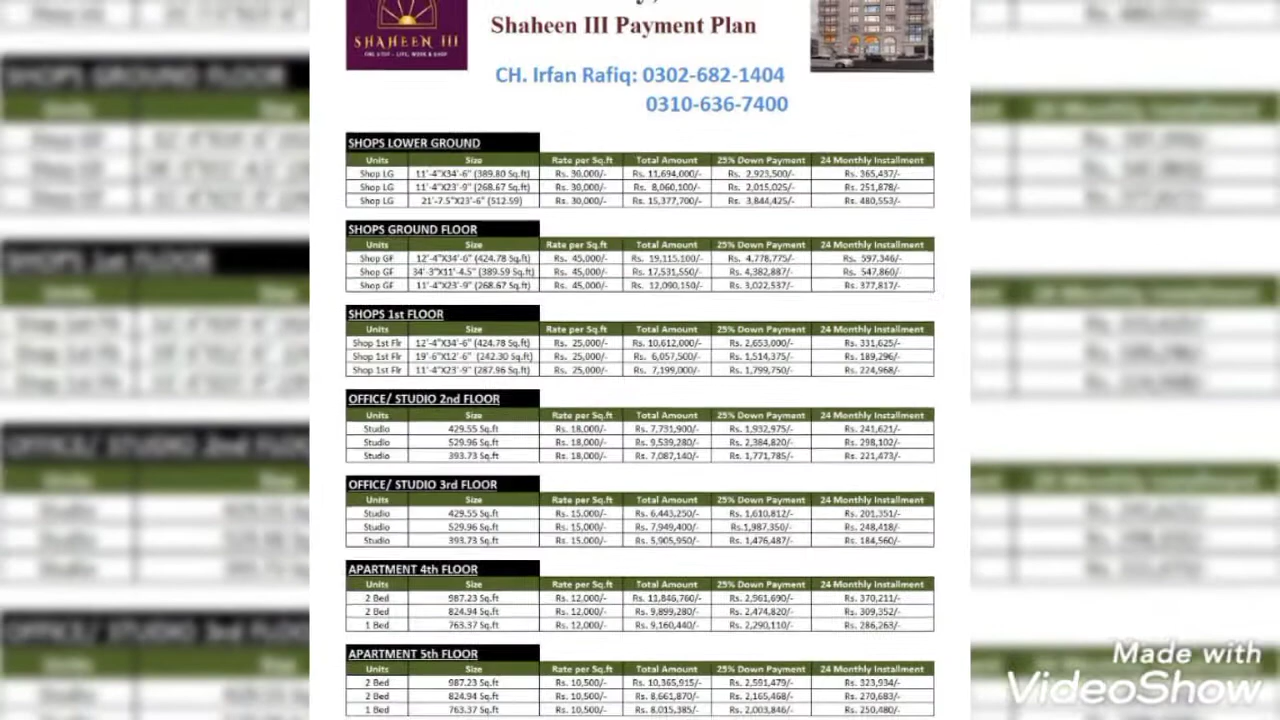 SHAHEEN III
ONE STOP - LIVE, WORK & SHOP
Shaheen III Payment Plan
CH. Irfan Rafiq: 0302-682-1404
0310-636-7400
SHOPS LOWER GROUND
Units Size Rate per Sq.ft Total Amount 25% Down Payment 24 Monthly Installment
Shop LG 11'-4"X34'-6" (389.80 Sq.ft) Rs. 30,000/- Rs. 11,694,000/- Rs. 2,923,500/- Rs. 365,437/-
Shop LG 11'-4"X23'-9" (268.67 Sq.ft) Rs. 30,000/- Rs. 8,060,100/- Rs. 2,015,025/- Rs. 251,878/-
Shop LG 21'-7.5"X23'-6" (512.59) Rs. 30,000/- Rs. 15,377,700/- Rs. 3,844,425/- Rs. 480,553/-
SHOPS GROUND FLOOR
Units Size Rate per Sq.ft Total Amount 25% Down Payment 24 Monthly Installment
Shop GF 12'-4"X34'-6" (424.78 Sq.ft) Rs. 45,000/- Rs. 19,115,100/- Rs. 4,778,775/- Rs. 597,346/-
Shop GF 34'-3"X11'-4.5" (389.59 Sq.ft) Rs. 45,000/- Rs. 17,531,550/- Rs. 4,382,887/- Rs. 547,860/-
Shop GF 11'-4"X23'-9" (268.67 Sq.ft) Rs. 45,000/- Rs. 12,090,150/- Rs. 3,022,537/- Rs. 377,817/-
SHOPS 1st FLOOR
Units Size Rate per Sq.ft Total Amount 25% Down Payment 24 Monthly Installment
Shop 1st Flr 12'-4"X34'-6" (424.78 Sq.ft) Rs. 25,000/- Rs. 10,612,000/- Rs. 2,653,000/- Rs. 331,625/-
Shop 1st Flr 19'-6"X12'-6" (242.30 Sq.ft) Rs. 25,000/- Rs. 6,057,500/- Rs. 1,514,375/- Rs. 189,296/-
Shop 1st Flr 11'-4"X23'-9" (287.96 Sq.ft) Rs. 25,000/- Rs. 7,199,000/- Rs. 1,799,750/- Rs. 224,968/-
OFFICE/ STUDIO 2nd FLOOR
Units Size Rate per Sq.ft Total Amount 25% Down Payment 24 Monthly Installment
Studio 429.55 Sq.ft Rs. 18,000/- Rs. 7,731,900/- Rs. 1,932,975/- Rs. 241,621/-
Studio 529.96 Sq.ft Rs. 18,000/- Rs. 9,539,280/- Rs. 2,384,820/- Rs. 298,102/-
Studio 393.73 Sq.ft Rs. 18,000/- Rs. 7,087,140/- Rs. 1,771,785/- Rs. 221,473/-
OFFICE/ STUDIO 3rd FLOOR
Units Size Rate per Sq.ft Total Amount 25% Down Payment 24 Monthly Installment
Studio 429.55 Sq.ft Rs. 15,000/- Rs. 6,443,250/- Rs. 1,610,812/- Rs. 201,351/-
Studio 529.96 Sq.ft Rs. 15,000/- Rs. 7,949,400/- Rs.1,987,350/- Rs. 248,418/-
Studio 393.73 Sq.ft Rs. 15,000/- Rs. 5,905,950/- Rs. 1,476,487/- Rs. 184,560/-
APARTMENT 4th FLOOR
Units Size Rate per Sq.ft Total Amount 25% Down Payment 24 Monthly Installment
2 Bed 987.23 Sq.ft Rs. 12,000/- Rs. 11,846,760/- Rs. 2,961,690/- Rs. 370,211/-
2 Bed 824.94 Sq.ft Rs. 12,000/- Rs. 9,899,280/- Rs. 2,474,820/- Rs. 309,352/-
1 Bed 763.37 Sq.ft Rs. 12,000/- Rs. 9,160,440/- Rs. 2,290,110/- Rs. 286,263/-
APARTMENT 5th FLOOR
Units Size Rate per Sq.ft Total Amount 25% Down Payment 24 Monthly Installment
2 Bed 987.23 Sq.ft Rs. 10,500/- Rs. 10,365,915/- Rs. 2,591,479/- Rs. 323,934/-
2 Bed 824.94 Sq.ft Rs. 10,500/- Rs. 8,661,870/- Rs. 2,165,468/- Rs. 270,683/-
1 Bed 763.37 Sq.ft Rs. 10,500/- Rs. 8,015,385/- Rs. 2,003,846/- Rs. 250,480/-
Made with
VideoShow